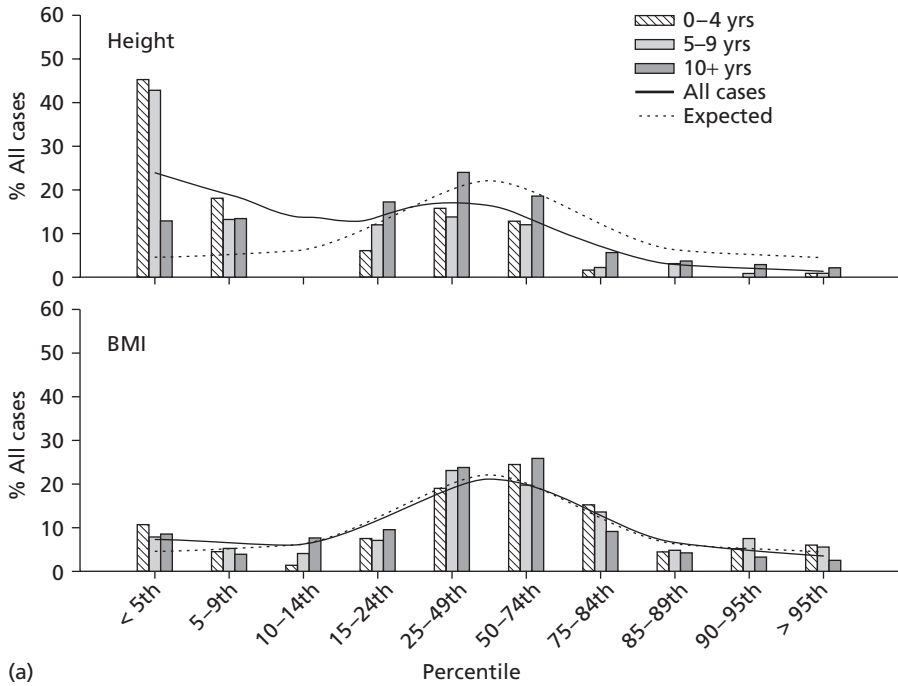 Height
% All cases
60
50
40
30
20
10
0
0–4 yrs
5–9 yrs
10+ yrs
All cases
Expected
BMI
% All cases
60
50
40
30
20
10
0
< 5th
5–9th
10–14th
15–24th
25–49th
50–74th
75–84th
85–89th
90–95th
> 95th
Percentile
(a)